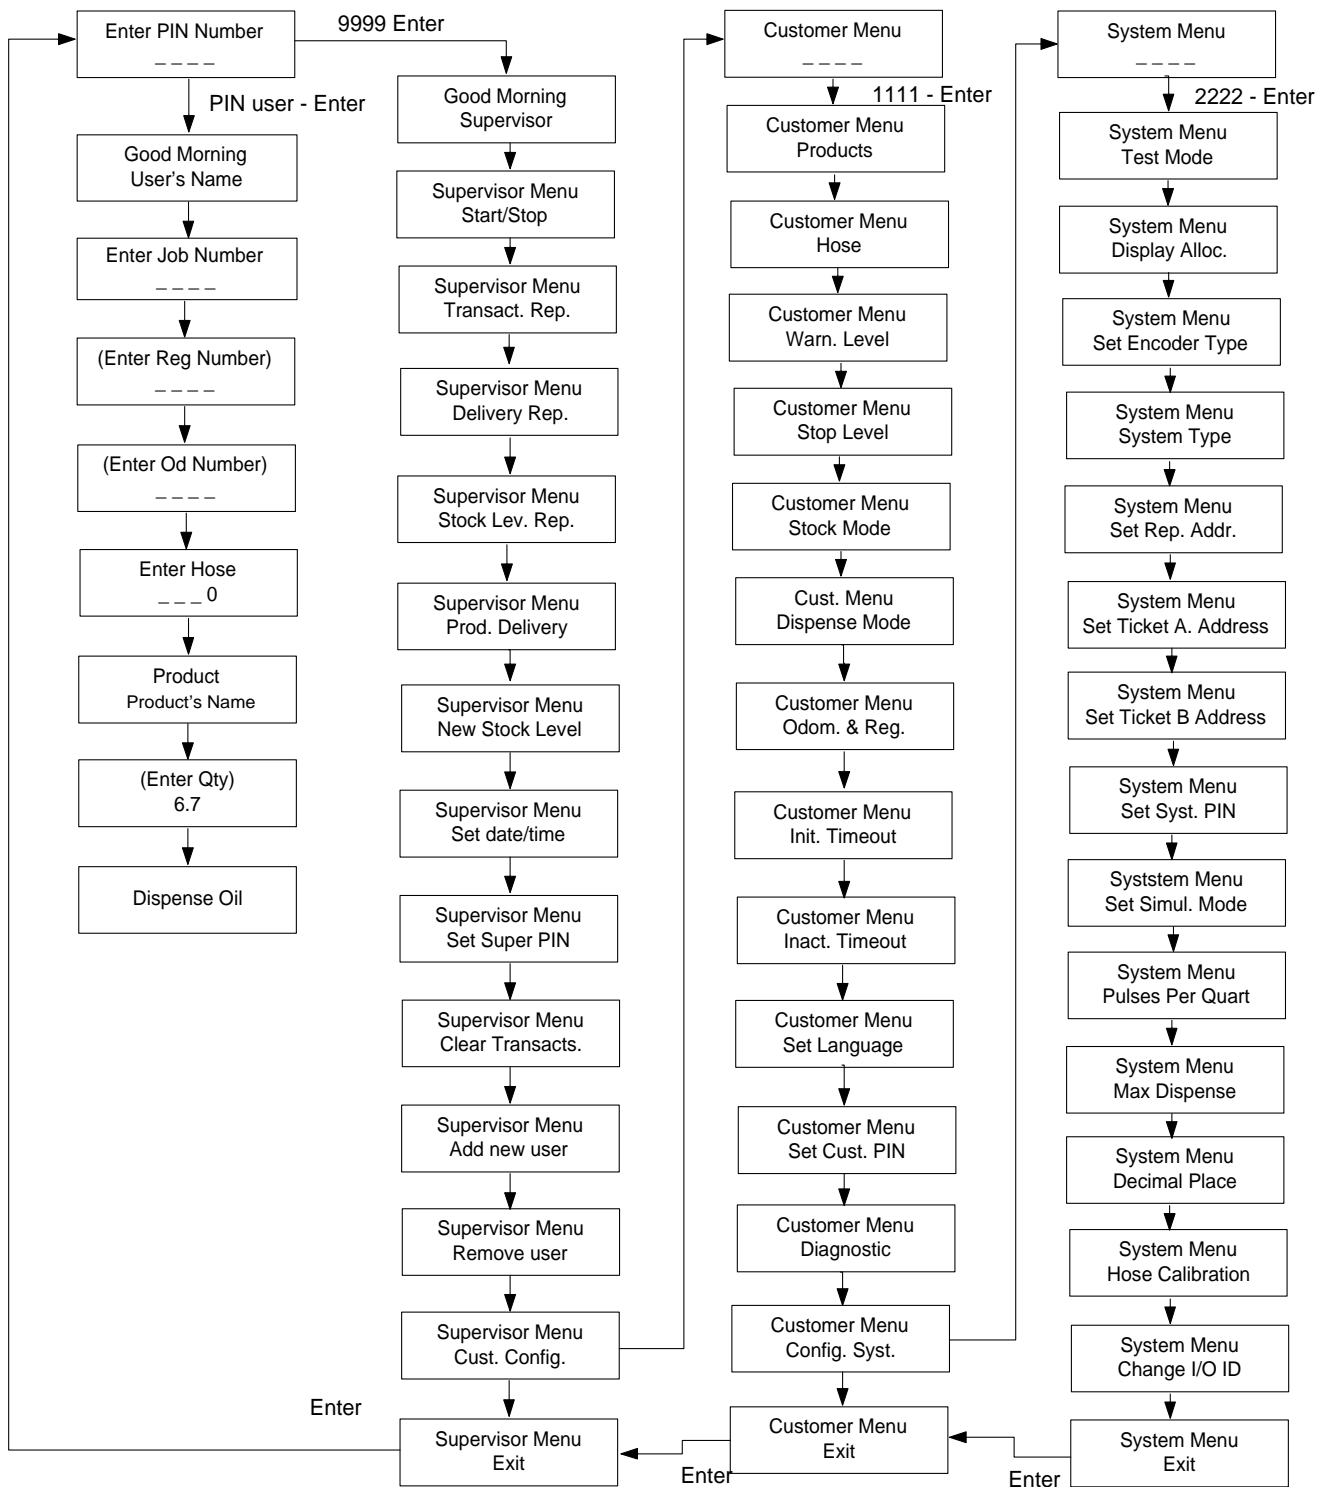 Enter PIN Number
_ _ _ _
9999 Enter
PIN user - Enter
Good Morning
User's Name
Enter Job Number
_ _ _ _
(Enter Reg Number)
_ _ _ _
(Enter Od Number)
_ _ _ _
Enter Hose
_ _ _ 0
Product
Product's Name
(Enter Qty)
6.7
Dispense Oil
Good Morning
Supervisor
Supervisor Menu
Start/Stop
Supervisor Menu
Transact. Rep.
Supervisor Menu
Delivery Rep.
Supervisor Menu
Stock Lev. Rep.
Supervisor Menu
Prod. Delivery
Supervisor Menu
New Stock Level
Supervisor Menu
Set date/time
Supervisor Menu
Set Super PIN
Supervisor Menu
Clear Transacts.
Supervisor Menu
Add new user
Supervisor Menu
Remove user
Supervisor Menu
Cust. Config.
Enter
Supervisor Menu
Exit
Customer Menu
_ _ _ _
1111 - Enter
Customer Menu
Products
Customer Menu
Hose
Customer Menu
Warn. Level
Customer Menu
Stop Level
Customer Menu
Stock Mode
Cust. Menu
Dispense Mode
Customer Menu
Odom. & Reg.
Customer Menu
Init. Timeout
Customer Menu
Inact. Timeout
Customer Menu
Set Language
Customer Menu
Set Cust. PIN
Customer Menu
Diagnostic
Customer Menu
Config. Syst.
Customer Menu
Exit
Enter
System Menu
_ _ _ _
2222 - Enter
System Menu
Test Mode
System Menu
Display Alloc.
System Menu
Set Encoder Type
System Menu
System Type
System Menu
Set Rep. Addr.
System Menu
Set Ticket A. Address
System Menu
Set Ticket B Address
System Menu
Set Syst. PIN
Syststem Menu
Set Simul. Mode
System Menu
Pulses Per Quart
System Menu
Max Dispense
System Menu
Decimal Place
System Menu
Hose Calibration
System Menu
Change I/O ID
System Menu
Exit
Enter